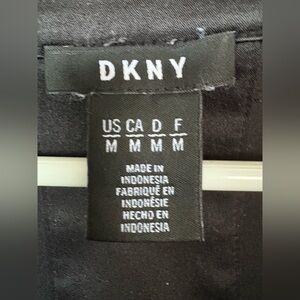 DKNY
US CA D F
M M M M
MADE IN
INDONESIA
FABRIQUÉ EN
INDONÉSIE
HECHO EN
INDONESIA